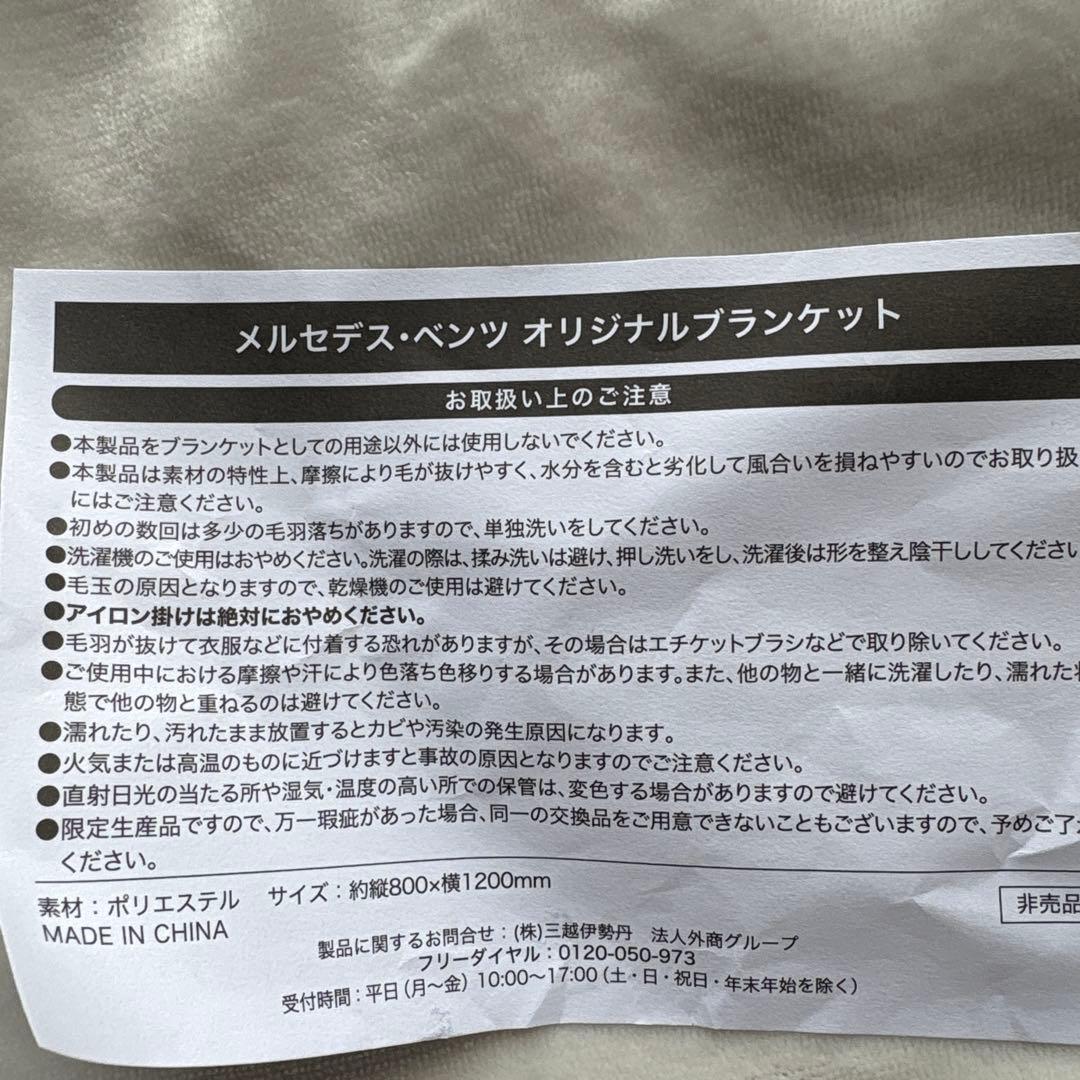 メルセデス・ベンツ オリジナルブランケット
お取扱い上のご注意
●本製品をブランケットとしての用途以外には使用しないでください。
●本製品は素材の特性上、摩擦により毛が抜けやすく、水分を含むと劣化して風合いを損ねやすいのでお取り扱
にはご注意ください。
●初めの数回は多少の毛羽落ちがありますので、単独洗いをしてください。
●洗濯機のご使用はおやめください。洗濯の際は、揉み洗いは避け、押し洗いをし、洗濯後は形を整え陰干ししてください
●毛玉の原因となりますので、乾燥機のご使用は避けてください。
●アイロン掛けは絶対におやめください。
●毛羽が抜けて衣服などに付着する恐れがありますが、その場合はエチケットブラシなどで取り除いてください。
●ご使用中における摩擦や汗により色落ち色移りする場合があります。また、他の物と一緒に洗濯したり、濡れた状
態で他の物と重ねるのは避けてください。
●濡れたり、汚れたまま放置するとカビや汚染の発生原因になります。
●火気または高温のものに近づけますと事故の原因となりますのでご注意ください。
●直射日光の当たる所や湿気・温度の高い所での保管は、変色する場合がありますので避けてください。
●限定生産品ですので、万一瑕疵があった場合、同一の交換品をご用意できないこともございますので、予めご了
ください。
素材：ポリエステル　サイズ：約縦800×横1200mm
非売品
MADE IN CHINA
製品に関するお問合せ：(株)三越伊勢丹　法人外商グループ
フリーダイヤル：0120-050-973
受付時間：平日（月～金）10:00～17:00（土・日・祝日・年末年始を除く）